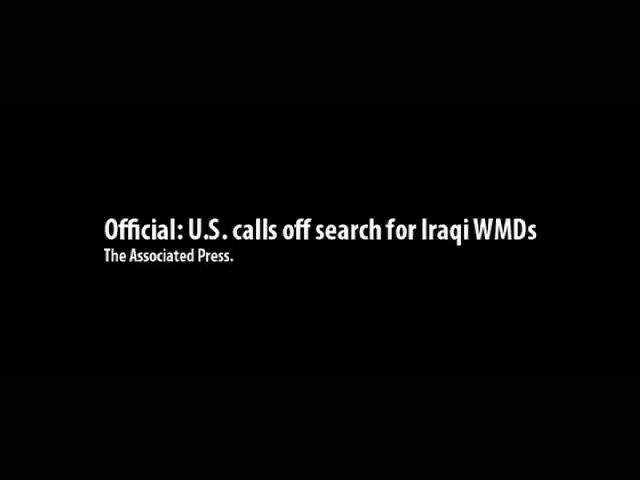 Official: U.S. calls off search for Iraqi WMDs
The Associated Press.